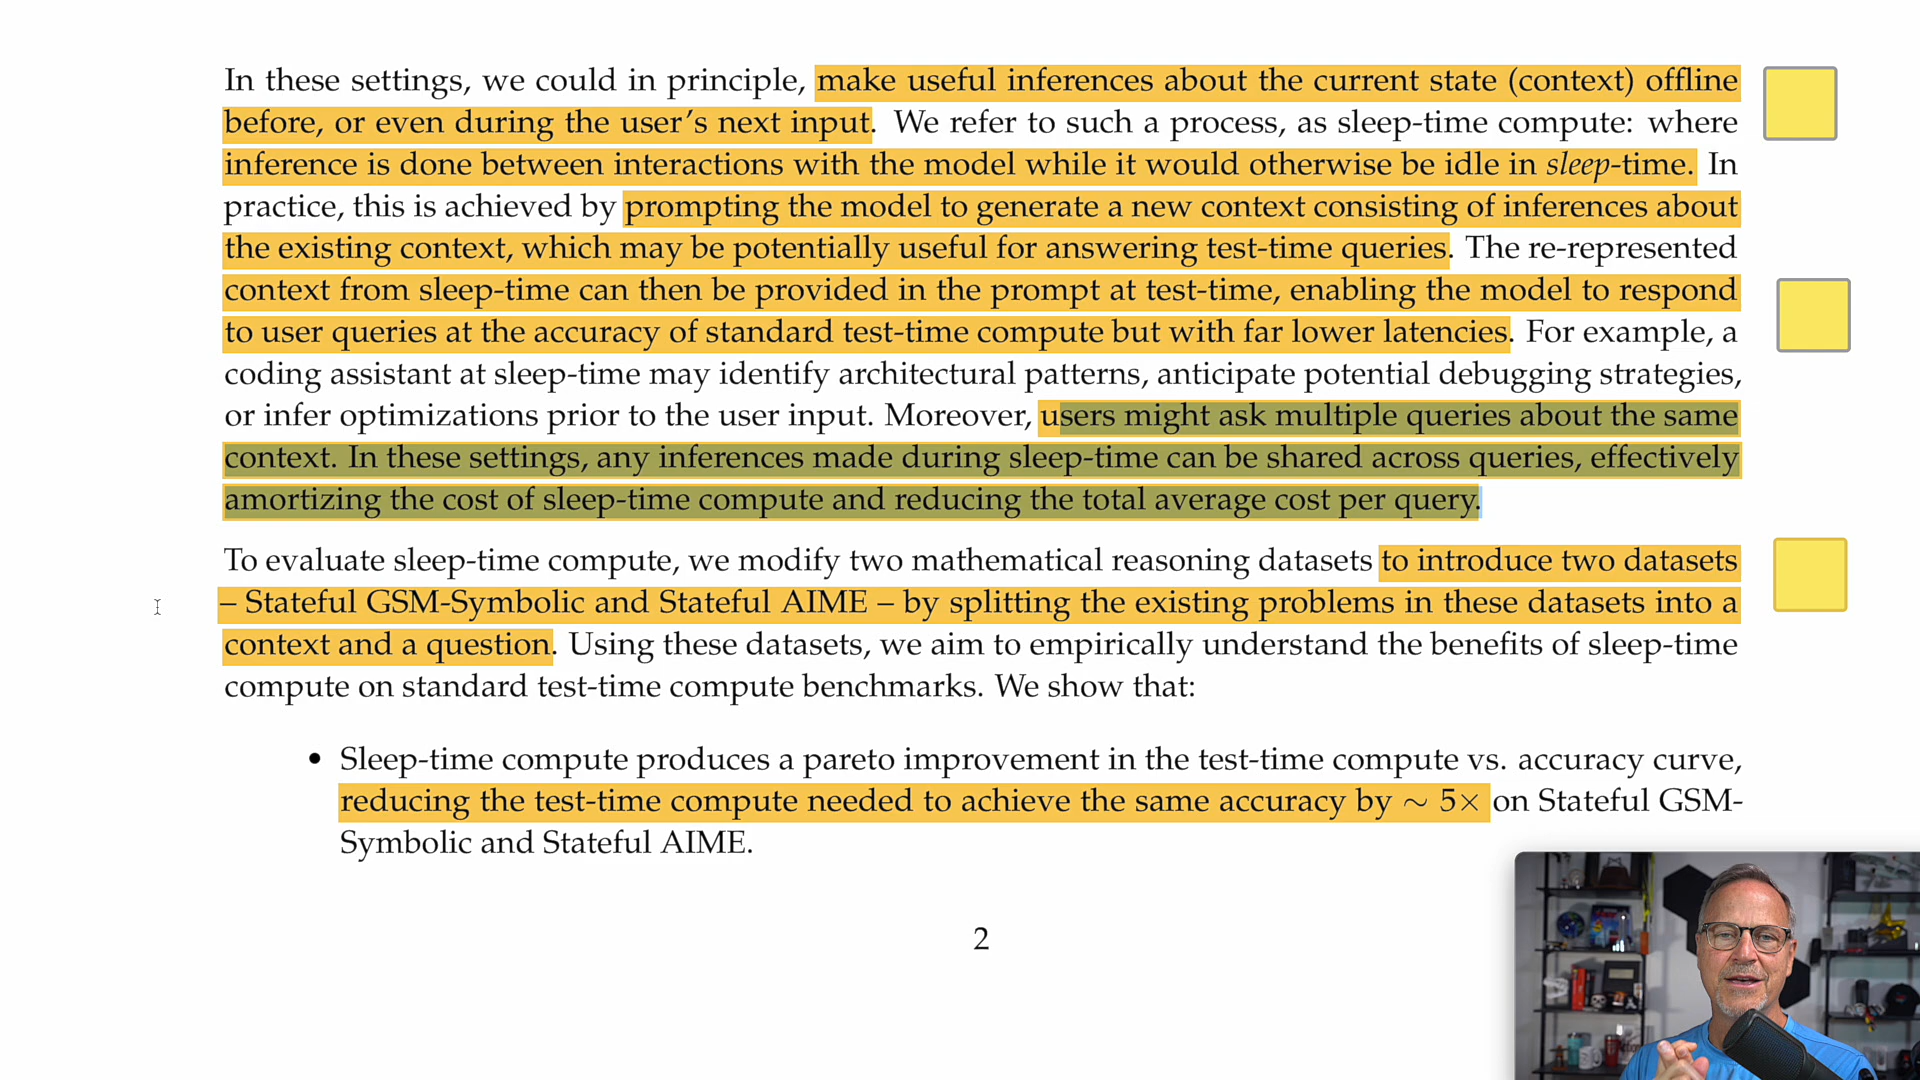 In these settings, we could in principle, make useful inferences about the current state (context) offline
before, or even during the user's next input. We refer to such a process, as sleep-time compute: where
inference is done between interactions with the model while it would otherwise be idle in sleep-time. In
practice, this is achieved by prompting the model to generate a new context consisting of inferences about
the existing context, which may be potentially useful for answering test-time queries. The re-represented
context from sleep-time can then be provided in the prompt at test-time, enabling the model to respond
to user queries at the accuracy of standard test-time compute but with far lower latencies. For example, a
coding assistant at sleep-time may identify architectural patterns, anticipate potential debugging strategies,
or infer optimizations prior to the user input. Moreover, users might ask multiple queries about the same
context. In these settings, any inferences made during sleep-time can be shared across queries, effectively
amortizing the cost of sleep-time compute and reducing the total average cost per query.
To evaluate sleep-time compute, we modify two mathematical reasoning datasets to introduce two datasets
– Stateful GSM-Symbolic and Stateful AIME – by splitting the existing problems in these datasets into a
context and a question. Using these datasets, we aim to empirically understand the benefits of sleep-time
compute on standard test-time compute benchmarks. We show that:
• Sleep-time compute produces a pareto improvement in the test-time compute vs. accuracy curve,
reducing the test-time compute needed to achieve the same accuracy by ∼ 5× on Stateful GSM-
Symbolic and Stateful AIME.
2